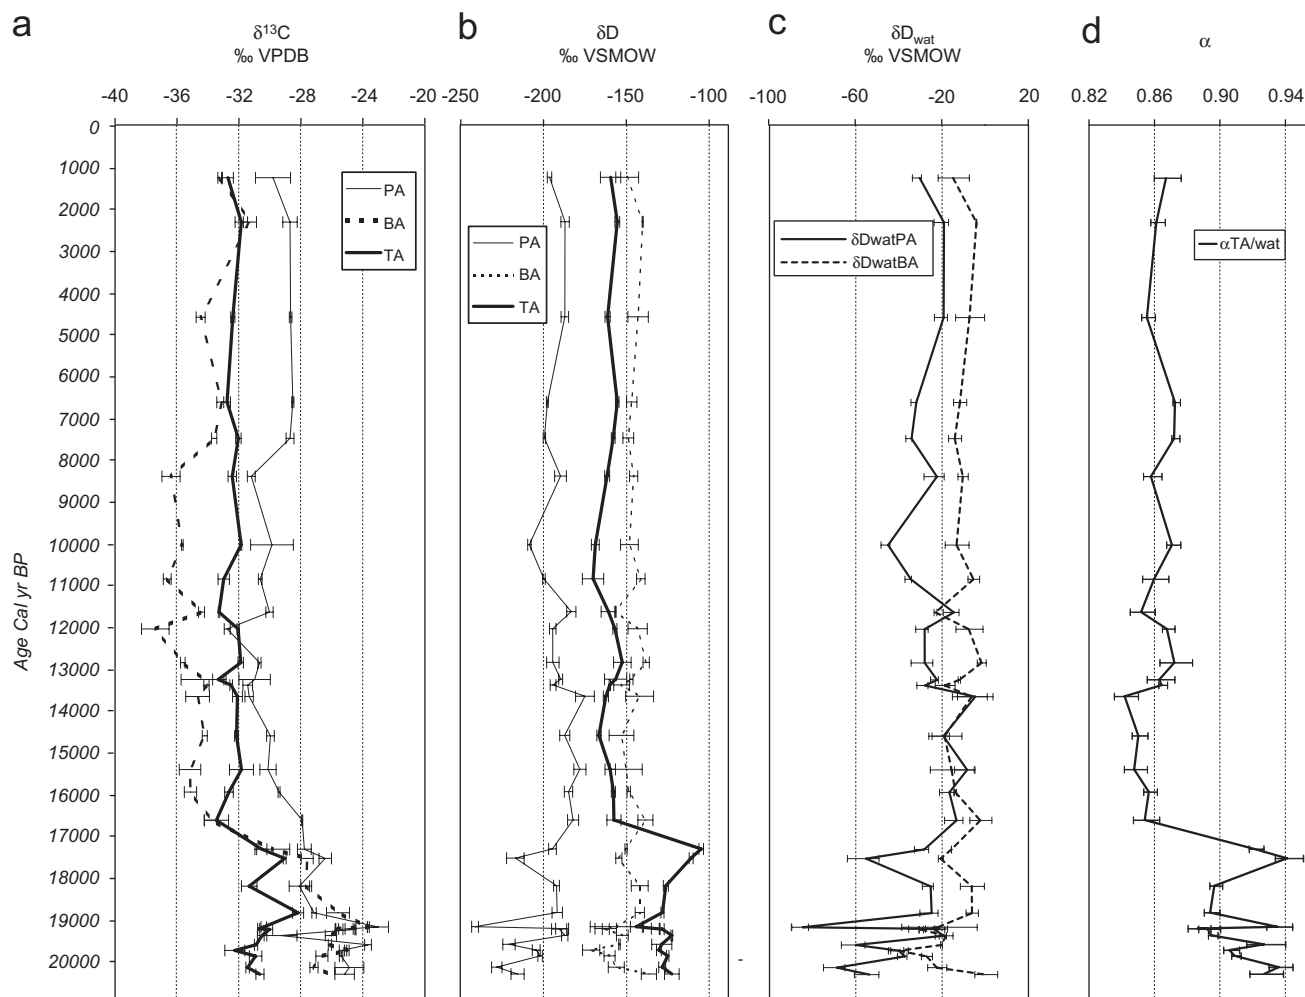 a
δ13C
‰ VPDB
-40 -36 -32 -28 -24 -20
b
δD
‰ VSMOW
-250 -200 -150 -100
c
δDwat
‰ VSMOW
-100 -60 -20 20
d
α
0.82 0.86 0.90 0.94
Age Cal yr BP
0
1000
2000
3000
4000
5000
6000
7000
8000
9000
10000
11000
12000
13000
14000
15000
16000
17000
18000
19000
20000
PA
BA
TA
PA
BA
TA
δDwatPA
δDwatBA
αTA/wat